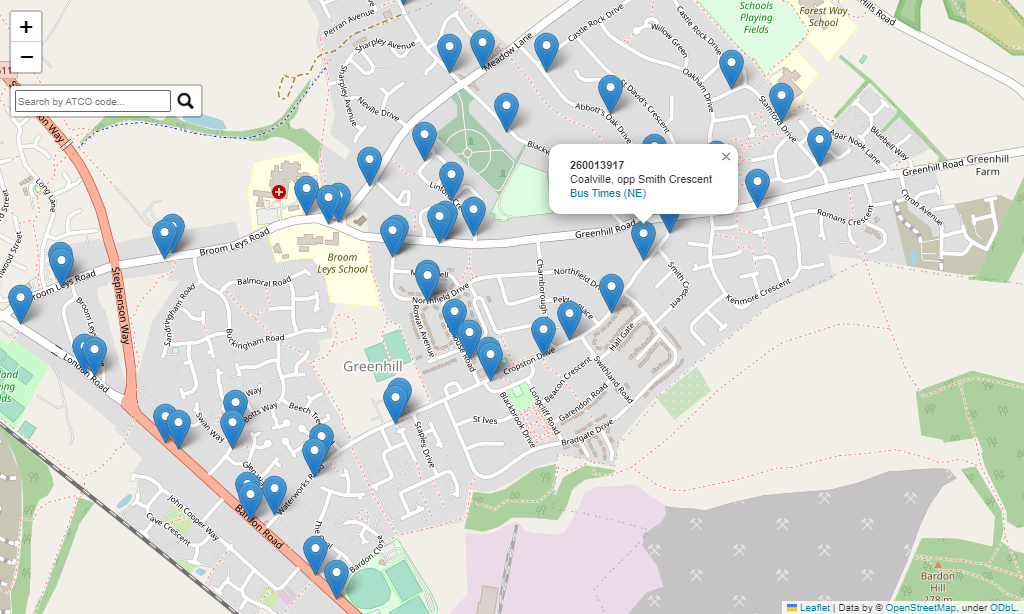 +
−
Search by ATCO code...
Perran Avenue
Sharpley Avenue
Sharpley Avenue
Neville Drive
Meadow Lane
Castle Rock Drive
Castle Rock Drive
Willow Green
Oakham Drive
St David's Crescent
Abbott's Oak Drive
Schools
Playing
Fields
Forest Way
School
Hills Road
Stamford Drive
Agar Nook Lane
Bluebell Way
Greenhill Road
Greenhill
Farm
Citron Avenue
Romans Crescent
260013917
Coalville, opp Smith Crescent
Bus Times (NE)
×
Greenhill Road
Smith Crescent
Kenmore Crescent
Long Lane
Broom Leys Road
Broom Leys Road
Broom
Leys School
Stephenson Way
Balmoral Road
Sandringham Road
Buckingham Road
London Road
Northfield Drive
Northfield Dr
Charnborough
Rowan Avenue
Greenhill
Cropston Drive
Hall Gate
Swithland Road
Beacon Crescent
Garendon Road
Bradgate Drive
Longcliff Road
Blackbrook Drive
St Ives
Staples Drive
Swan Way
Botts Way
Way
Beech Tree
Waterworks Road
Bardon Road
Bardon Close
John Cooper Way
Cave Crescent
Bardon
Hill
278 m
Leaflet | Data by © OpenStreetMap, under ODbL.